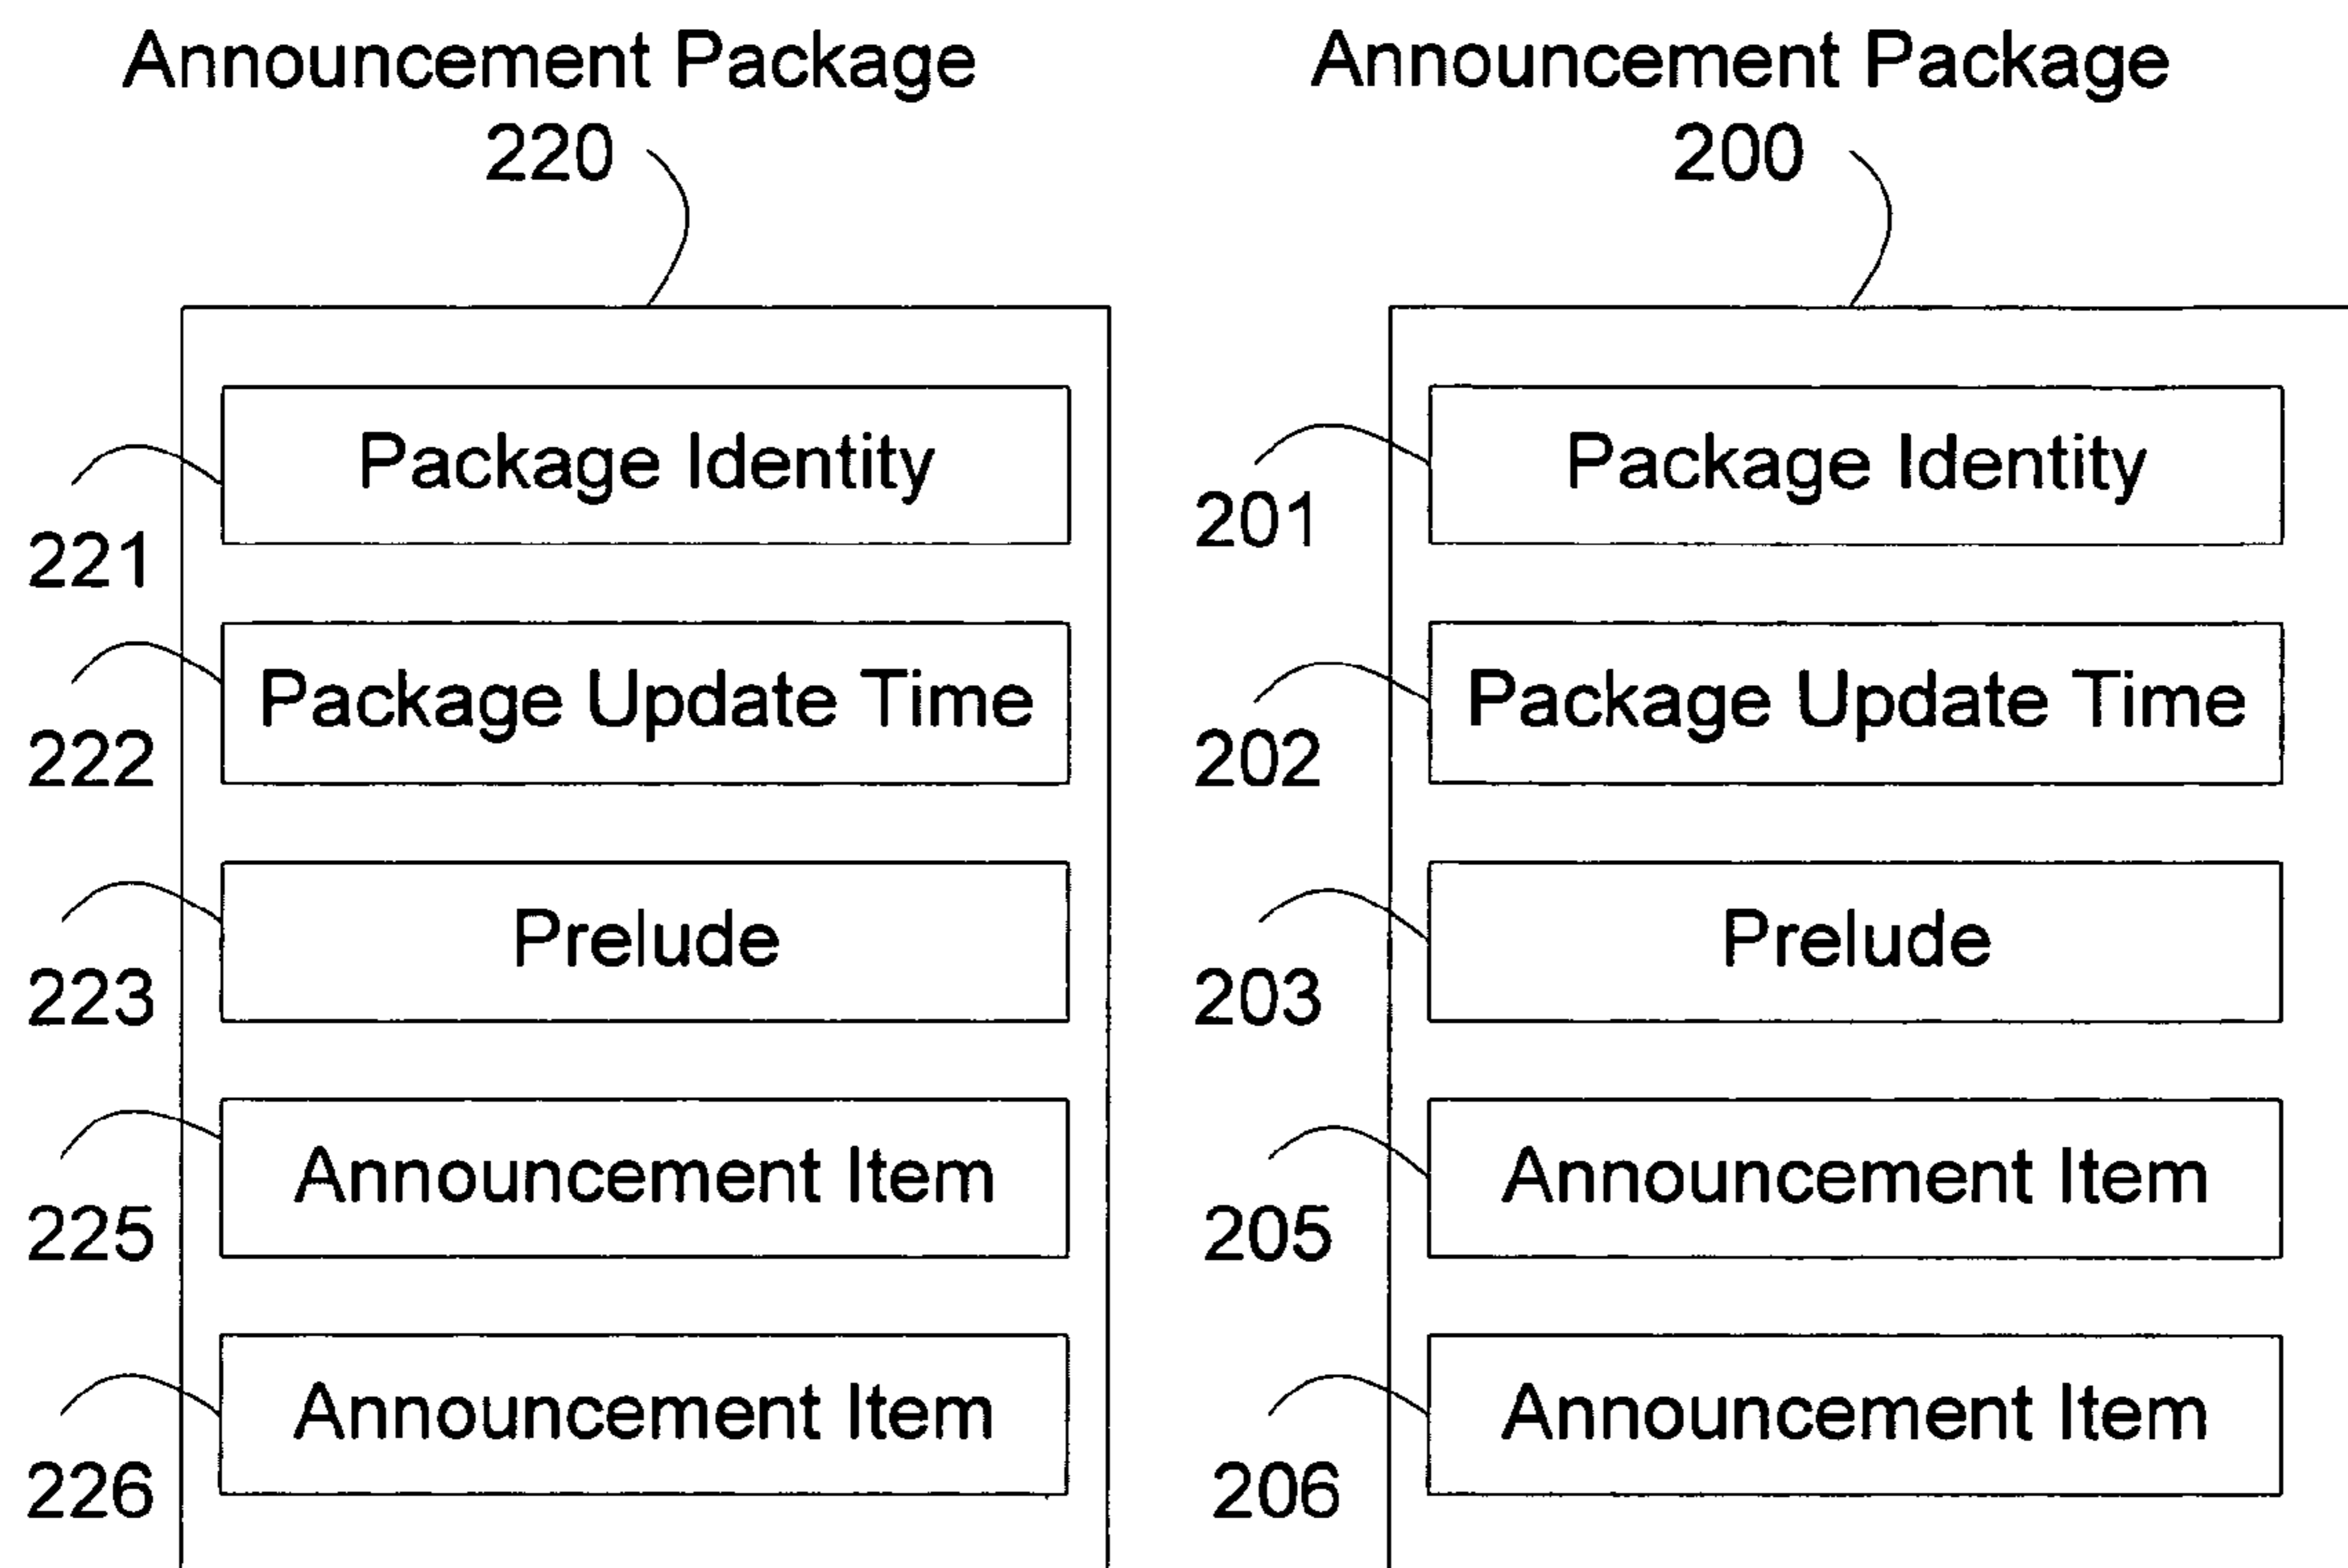 Announcement Package
220
Package Identity
221
Package Update Time
222
Prelude
223
Announcement Item
225
Announcement Item
226
Announcement Package
200
Package Identity
201
Package Update Time
202
Prelude
203
Announcement Item
205
Announcement Item
206